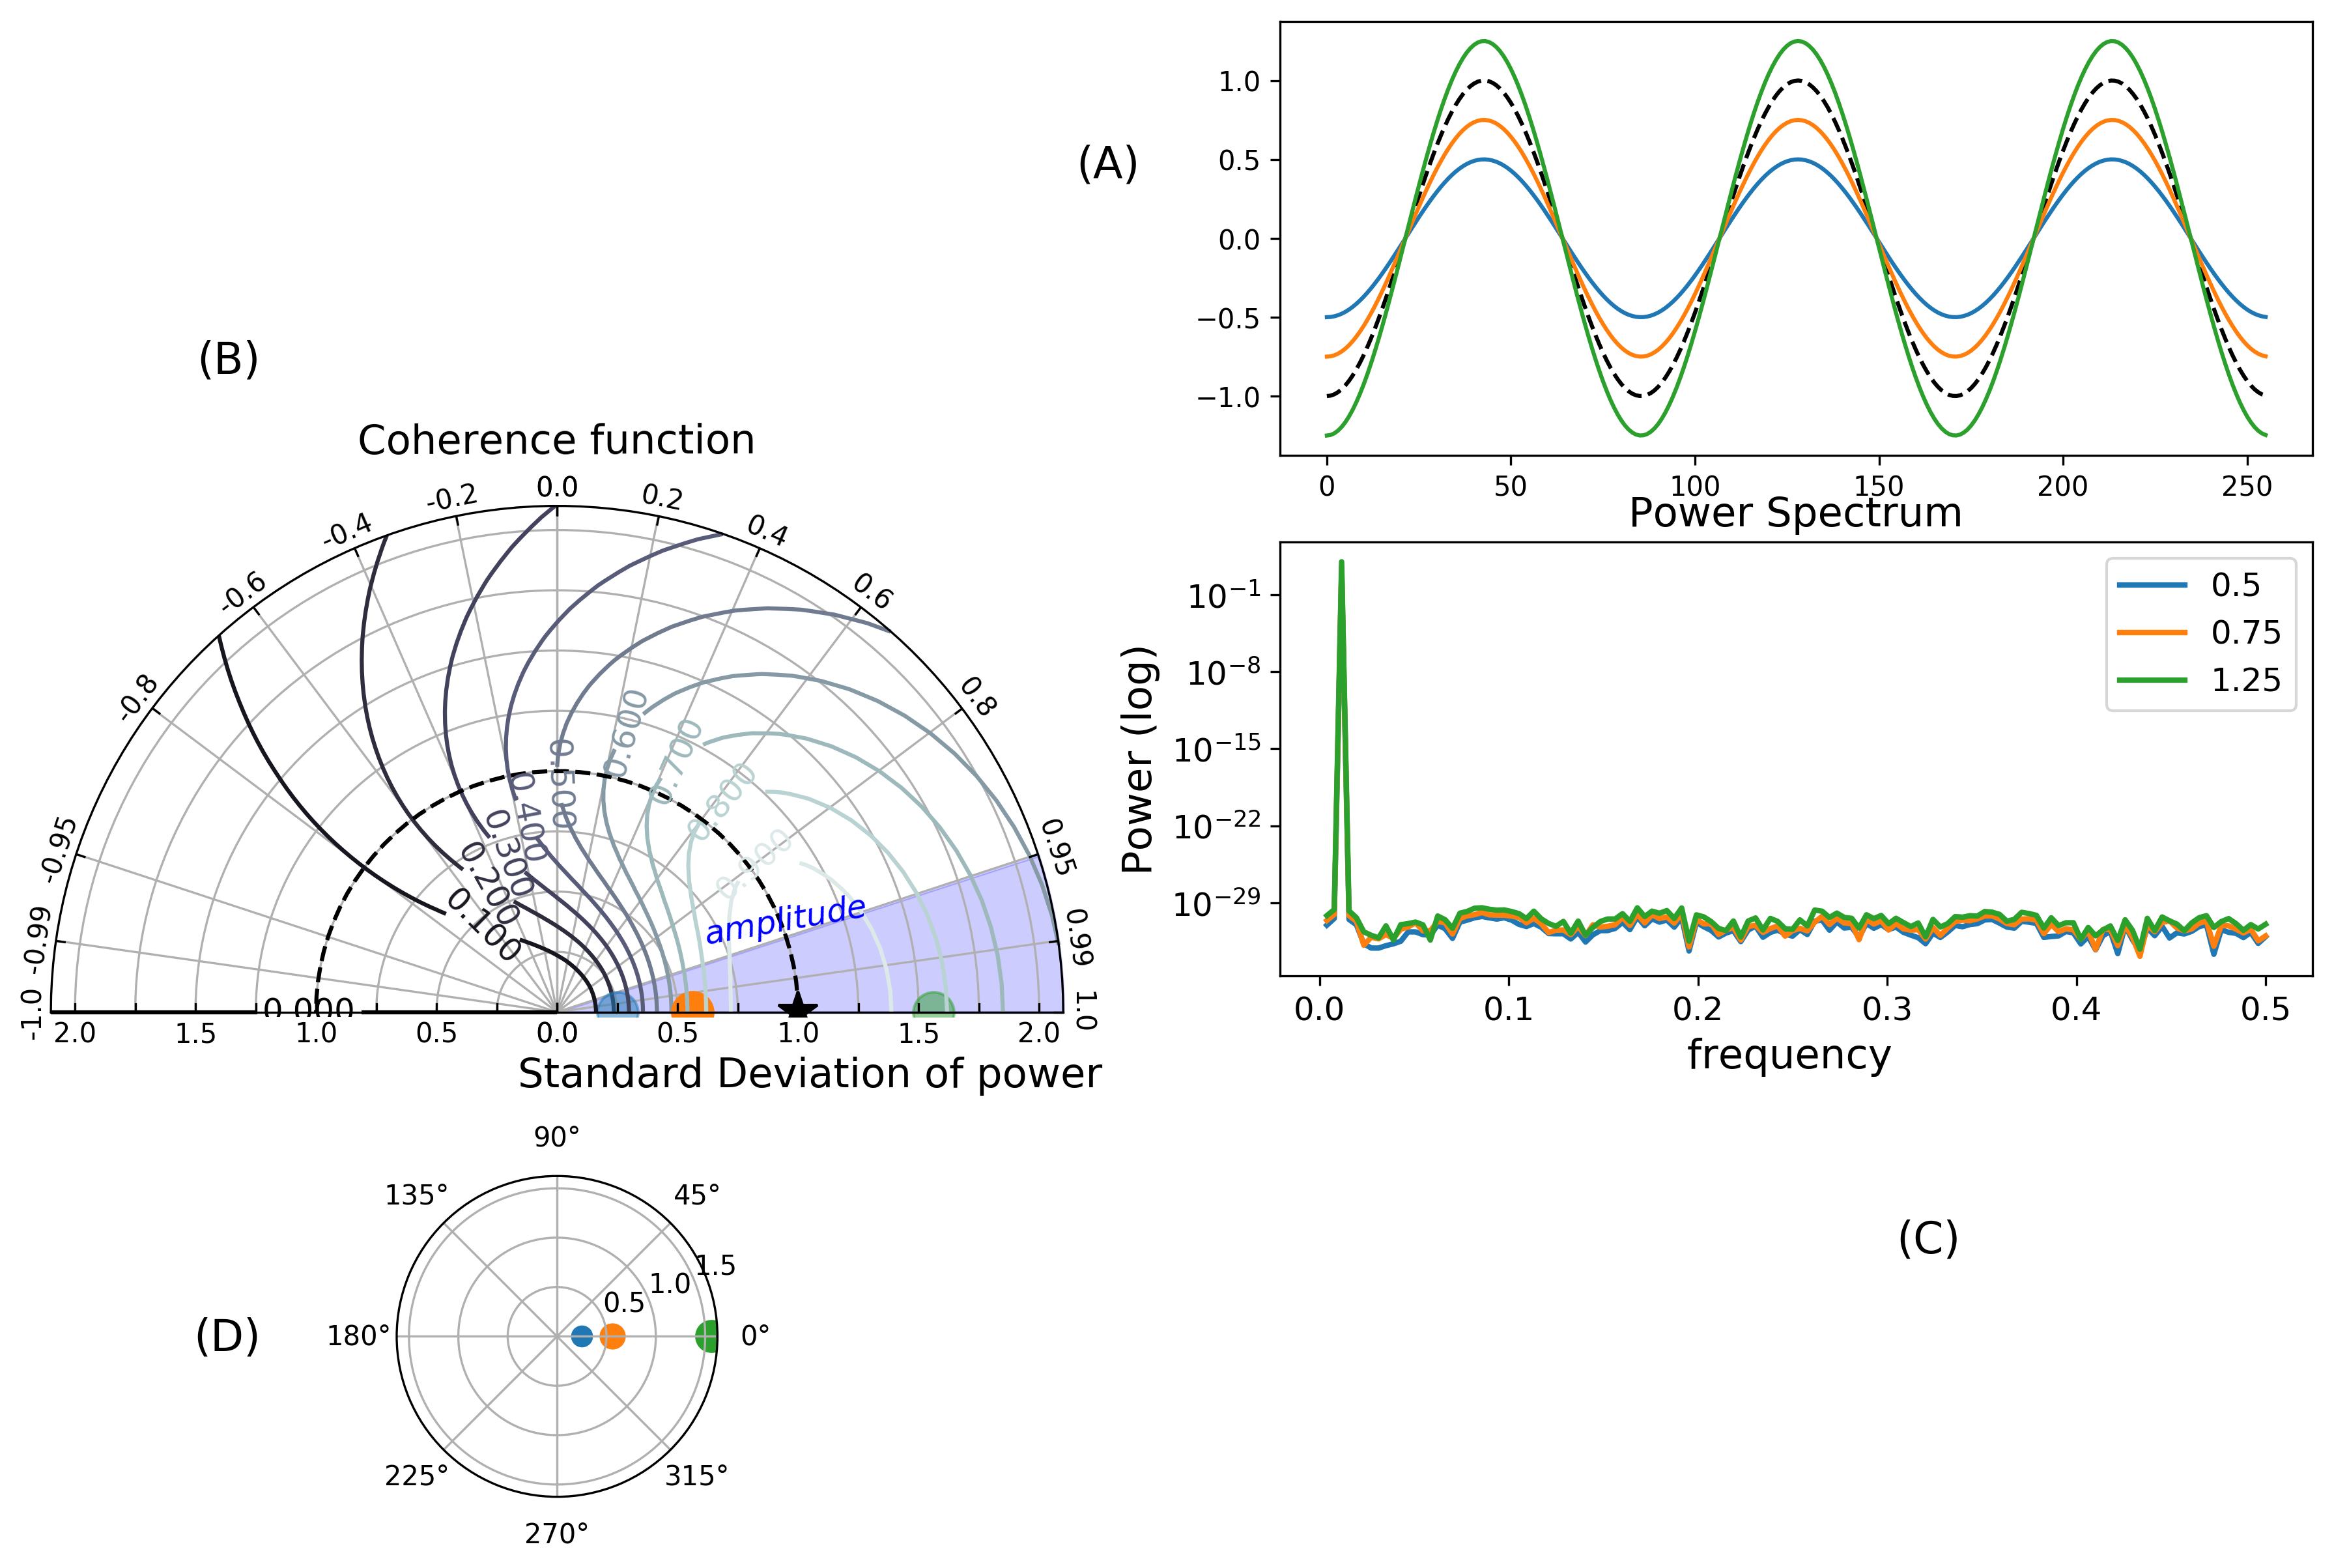 (A)
1.0
0.5
0.0
−0.5
−1.0
0 50 100 150 200 250
(B)
Coherence function
-1.0 -0.99 -0.95 -0.8 -0.6 -0.4 -0.2 0.0 0.2 0.4 0.6 0.8 0.95 0.99 1.0
0.000 0.100 0.200 0.300 0.400 0.500 0.600 0.700 0.800 0.900
amplitude
2.0 1.5 1.0 0.5 0.0 0.5 1.0 1.5 2.0
Standard Deviation of power
Power Spectrum
Power (log)
10⁻¹
10⁻⁸
10⁻¹⁵
10⁻²²
10⁻²⁹
0.5
0.75
1.25
0.0 0.1 0.2 0.3 0.4 0.5
frequency
(C)
(D)
90°
135° 45°
1.5
1.0
0.5
180° 0°
225° 315°
270°